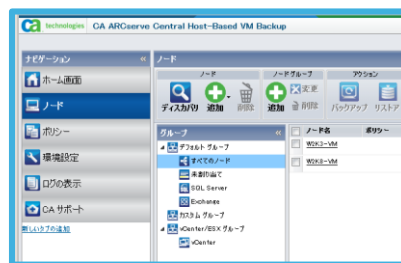 ca technologies CA ARCserve Central Host-Based VM Backup
ナビゲーション «
ホーム画面
ノード
ポリシー
環境設定
ログの表示
CA サポート
新しいタブの追加
ノード
ノード ノードグループ アクション
ディスカバリ 追加 削除 追加 変更 削除 バックアップ リストア
グループ «
デフォルト グループ
すべてのノード
未割り当て
SQL Server
Exchange
カスタム グループ
vCenter/ESX グループ
vCenter
ノード名 ポリシー
W2K3-VM
W2K8-VM